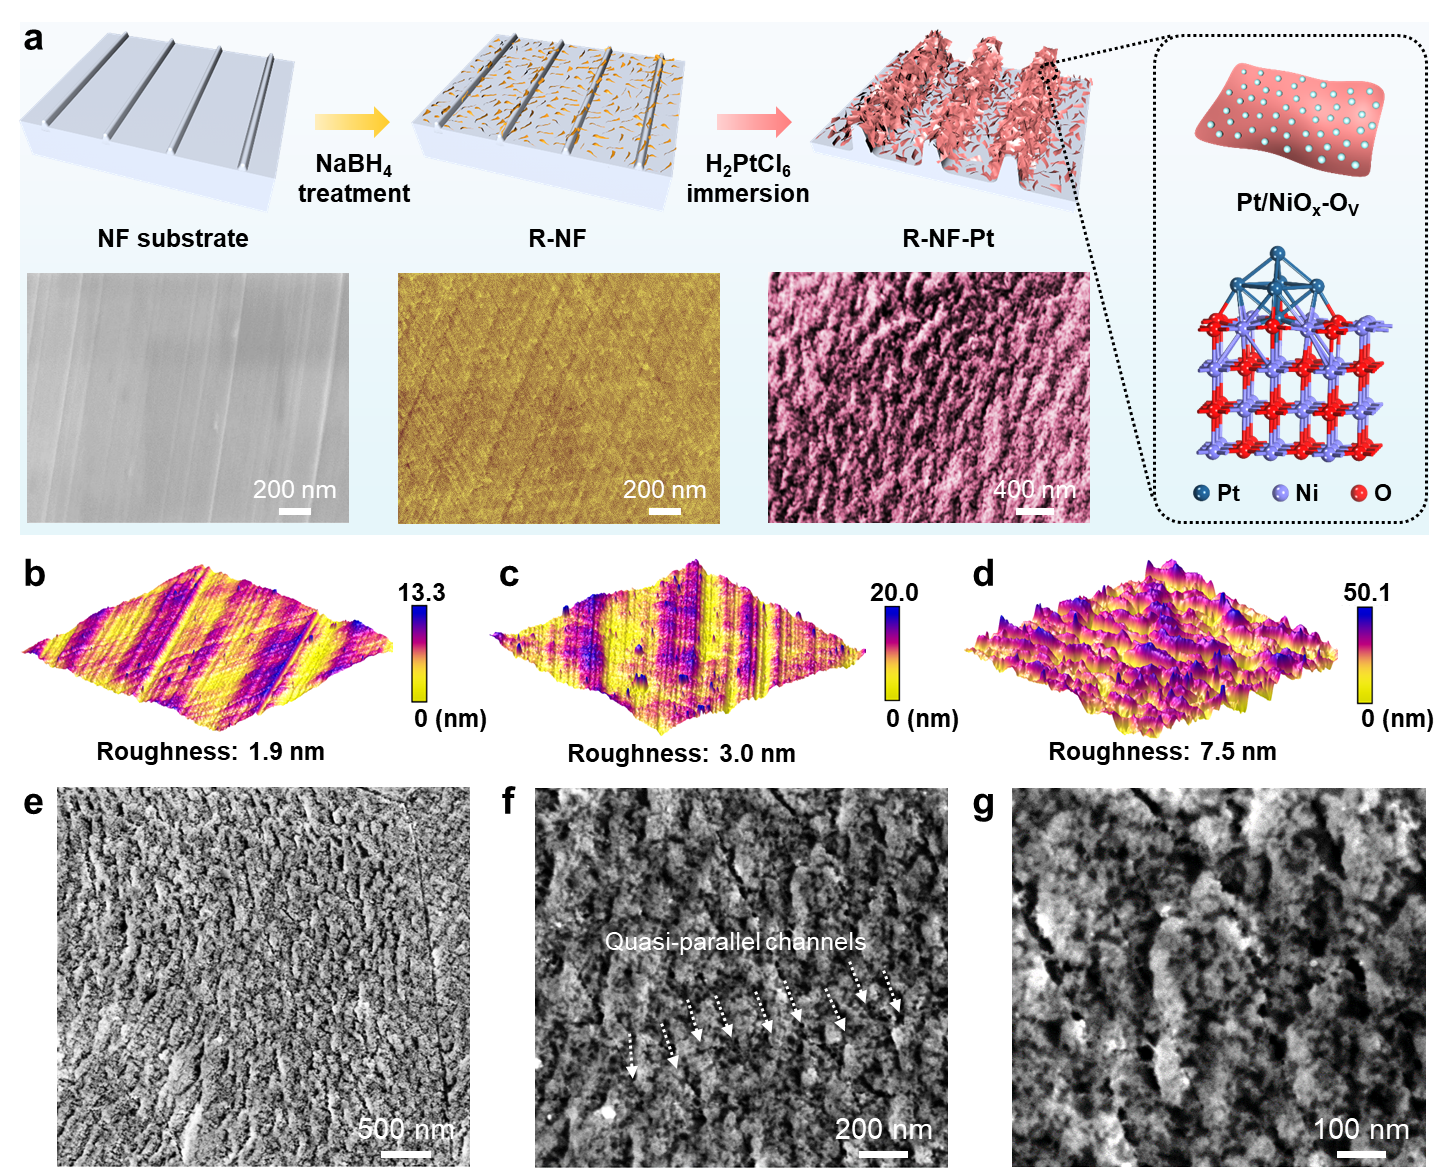 a
NaBH4
treatment
H2PtCl6
immersion
Pt/NiOx-OV
NF substrate
R-NF
R-NF-Pt
200 nm
200 nm
400 nm
Pt
Ni
O
b
13.3
0 (nm)
Roughness: 1.9 nm
c
20.0
0 (nm)
Roughness: 3.0 nm
d
50.1
0 (nm)
Roughness: 7.5 nm
e
500 nm
f
Quasi-parallel channels
200 nm
g
100 nm